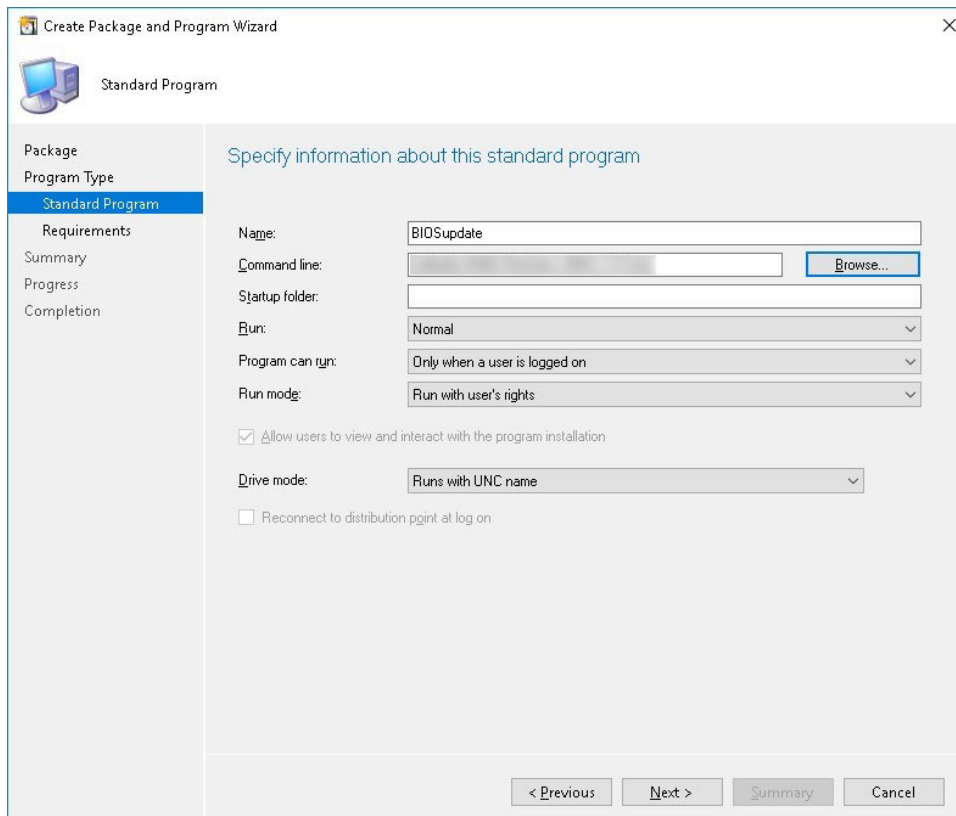 Create Package and Program Wizard
Standard Program
Package
Program Type
Standard Program
Requirements
Summary
Progress
Completion
Specify information about this standard program
Name: BIOSupdate
Command line: Browse...
Startup folder:
Run: Normal
Program can run: Only when a user is logged on
Run mode: Run with user's rights
Allow users to view and interact with the program installation
Drive mode: Runs with UNC name
Reconnect to distribution point at log on
< Previous Next > Summary Cancel